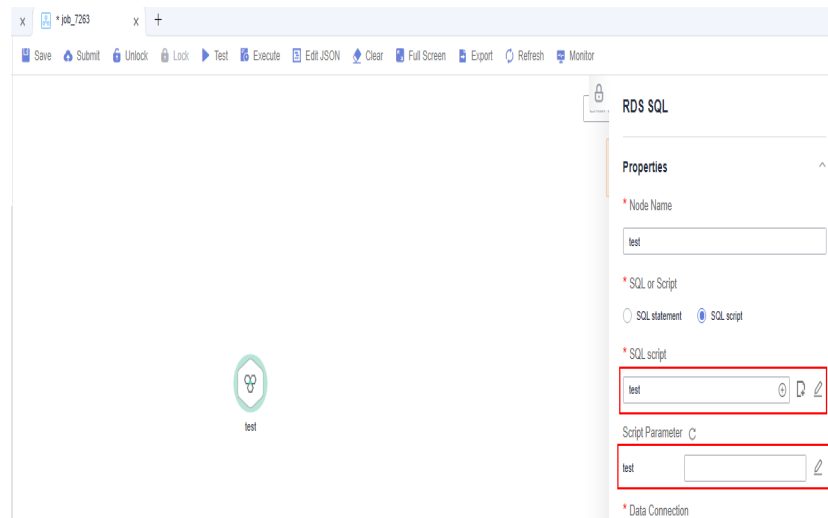 x * job_7263 x +
Save Submit Unlock Lock Test Execute Edit JSON Clear Full Screen Export Refresh Monitor
RDS SQL
Properties
* Node Name
test
* SQL or Script
SQL statement SQL script
* SQL script
test
Script Parameter
test
* Data Connection
test